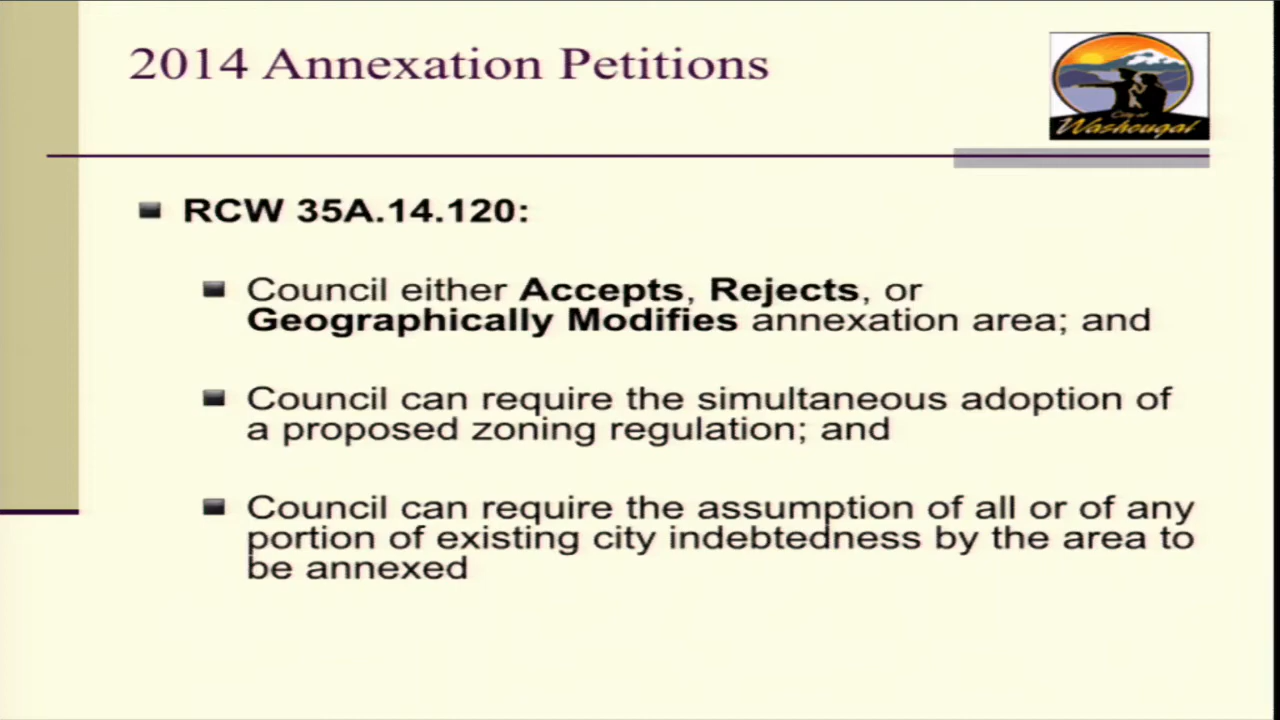 2014 Annexation Petitions
City of
Washougal
RCW 35A.14.120:
Council either Accepts, Rejects, or
Geographically Modifies annexation area; and
Council can require the simultaneous adoption of
a proposed zoning regulation; and
Council can require the assumption of all or of any
portion of existing city indebtedness by the area to
be annexed